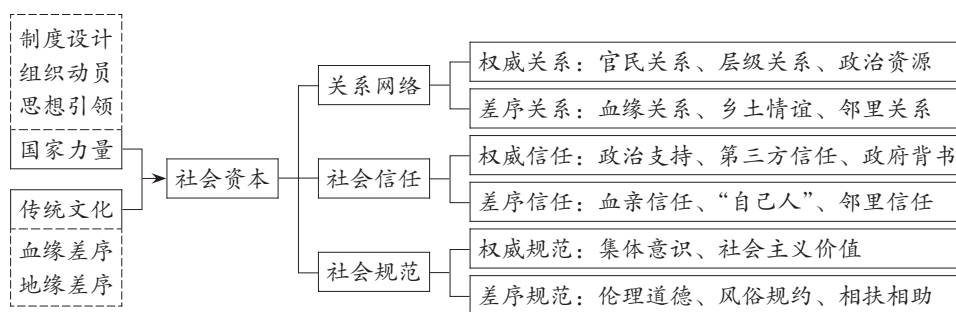 制度设计
组织动员
思想引领
国家力量
传统文化
血缘差序
地缘差序
社会资本
关系网络
社会信任
社会规范
权威关系：官民关系、层级关系、政治资源
差序关系：血缘关系、乡土情谊、邻里关系
权威信任：政治支持、第三方信任、政府背书
差序信任：血亲信任、“自己人”、邻里信任
权威规范：集体意识、社会主义价值
差序规范：伦理道德、风俗规约、相扶相助